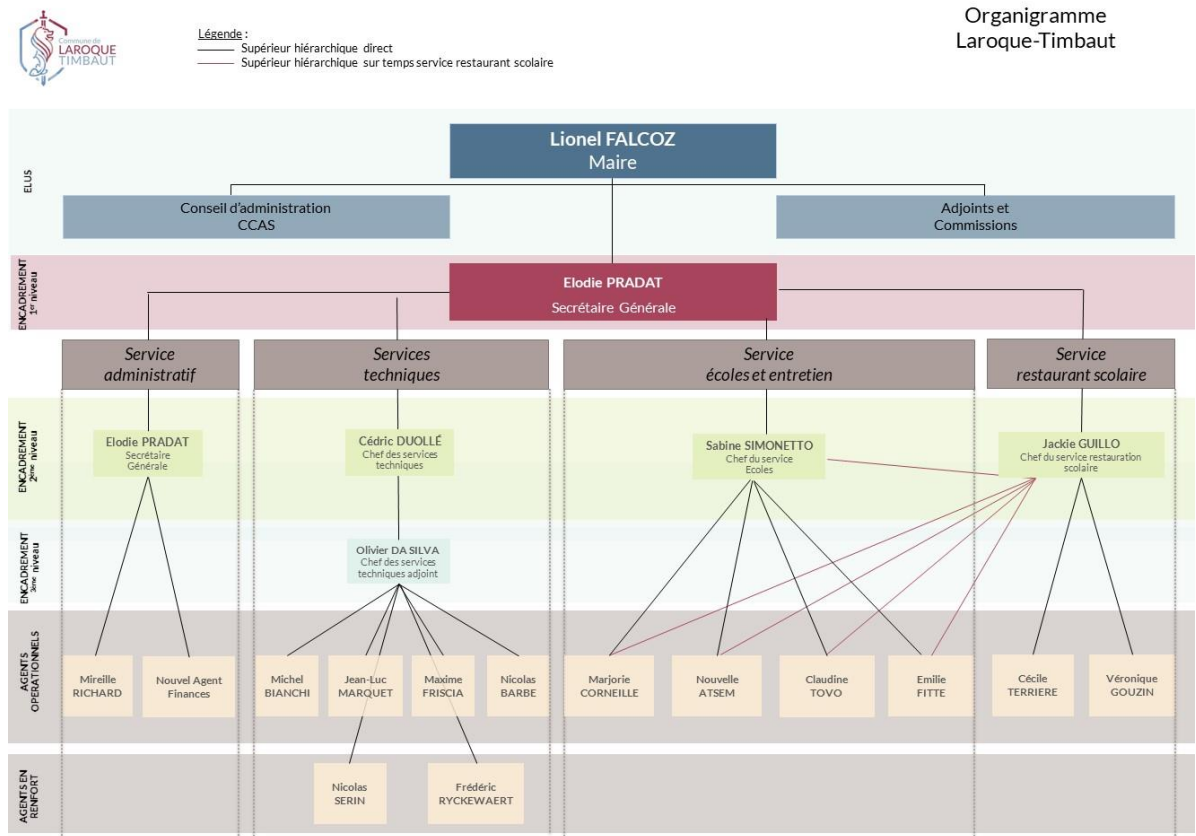 Organigramme
Laroque-Timbaut
Commune de
LAROQUE
TIMBAUT
Légende :
Supérieur hiérarchique direct
Supérieur hiérarchique sur temps service restaurant scolaire
ELUS
Lionel FALCOZ
Maire
Conseil d'administration
CCAS
Adjoints et
Commissions
ENCADREMENT
1er niveau
Elodie PRADAT
Secrétaire Générale
Service
administratif
Services
techniques
Service
écoles et entretien
Service
restaurant scolaire
ENCADREMENT
2ème niveau
Elodie PRADAT
Secrétaire
Générale
Cédric DUOLLÉ
Chef des services
techniques
Sabine SIMONETTO
Chef du service
Ecoles
Jackie GUILLO
Chef du service restauration
scolaire
ENCADREMENT
3ème niveau
Olivier DA SILVA
Chef des services
techniques adjoint
AGENTS
OPERATIONNELS
Mireille
RICHARD
Nouvel Agent
Finances
Michel
BIANCHI
Jean-Luc
MARQUET
Maxime
FRISCIA
Nicolas
BARBE
Marjorie
CORNEILLE
Nouvelle
ATSEM
Claudine
TOVO
Emilie
FITTE
Cécile
TERRIERE
Véronique
GOUZIN
AGENTS EN
RENFORT
Nicolas
SERIN
Frédéric
RYCKEWAERT